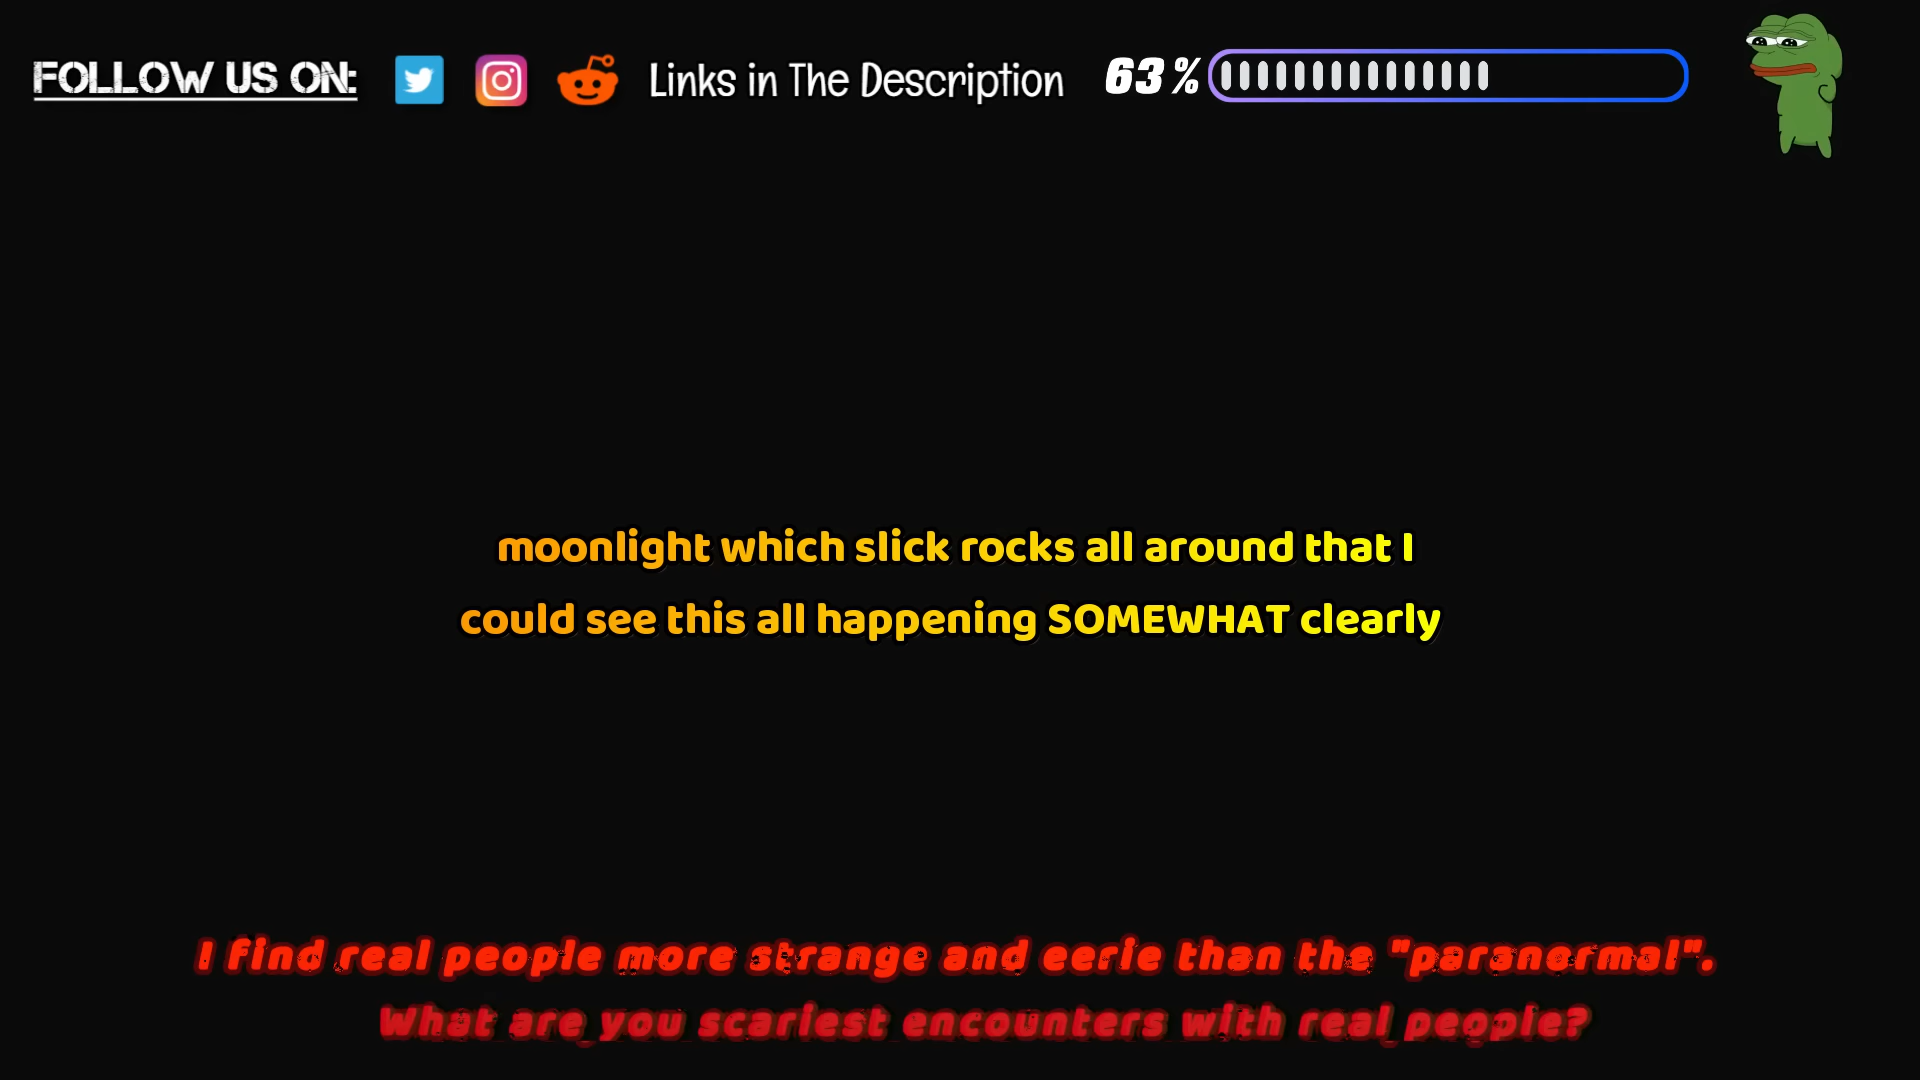 FOLLOW US ON: Links in The Description 63 %
moonlight which slick rocks all around that I
could see this all happening SOMEWHAT clearly
I find real people more strange and eerie than the "paranormal".
What are you scariest encounters with real people?